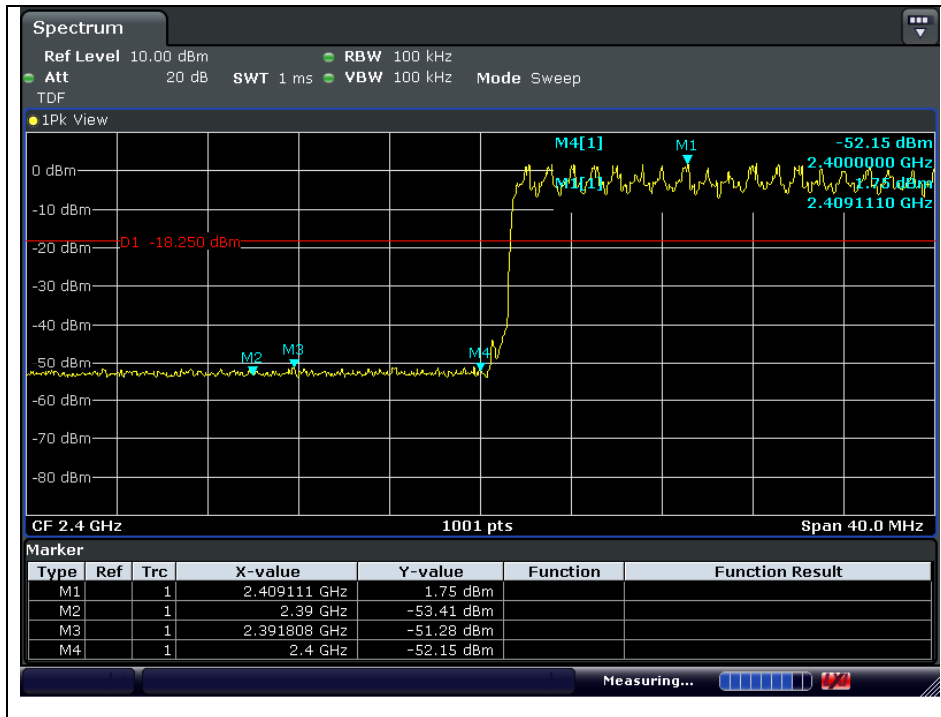 Spectrum
Ref Level 10.00 dBm RBW 100 kHz
Att 20 dB SWT 1 ms VBW 100 kHz Mode Sweep
TDF
1Pk View
M4[1] -52.15 dBm
2.4000000 GHz
M1[1] 1.75 dBm
2.4091110 GHz
M1
0 dBm
-10 dBm
D1 -18.250 dBm
-20 dBm
-30 dBm
-40 dBm
M2 M3 M4
-50 dBm
-60 dBm
-70 dBm
-80 dBm
CF 2.4 GHz 1001 pts Span 40.0 MHz
Marker
Type Ref Trc X-value Y-value Function Function Result
M1 1 2.409111 GHz 1.75 dBm
M2 1 2.39 GHz -53.41 dBm
M3 1 2.391808 GHz -51.28 dBm
M4 1 2.4 GHz -52.15 dBm
Measuring...